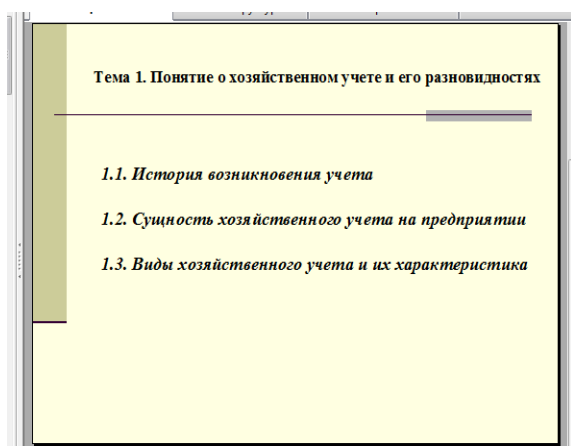 Тема 1. Понятие о хозяйственном учете и его разновидностях
1.1. История возникновения учета
1.2. Сущность хозяйственного учета на предприятии
1.3. Виды хозяйственного учета и их характеристика